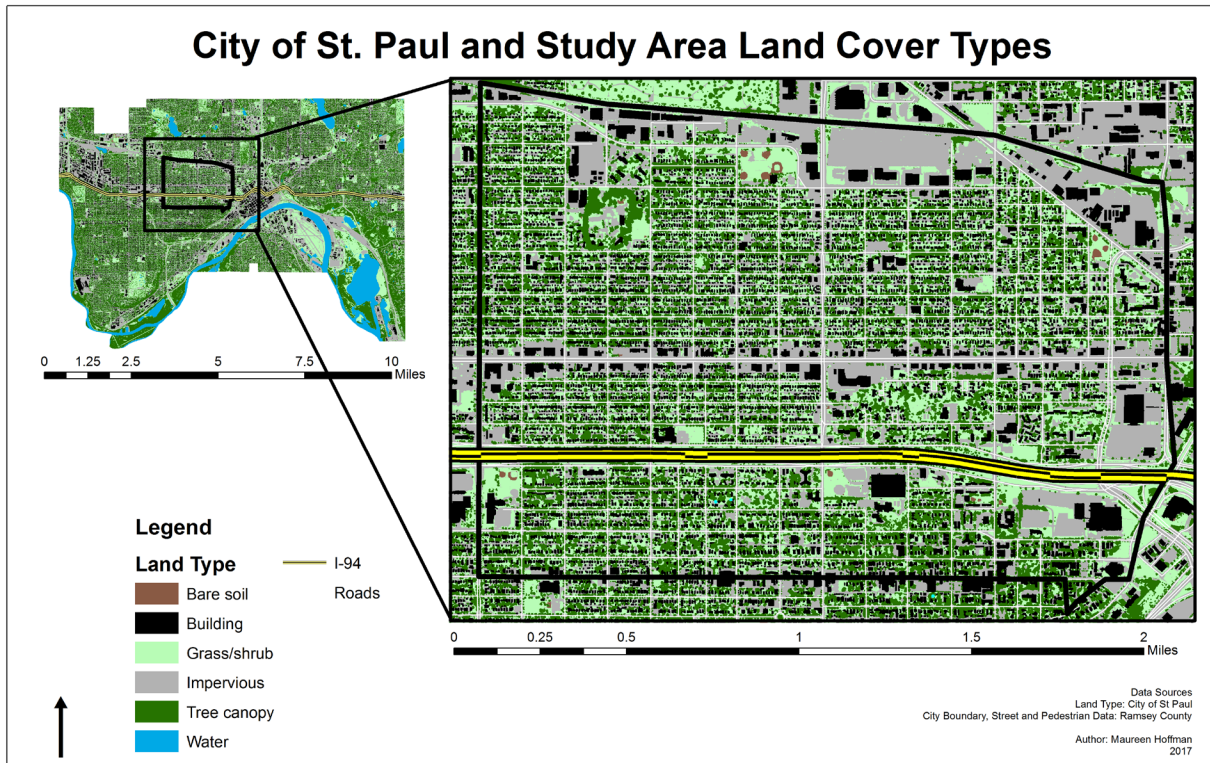 City of St. Paul and Study Area Land Cover Types
0 1.25 2.5 5 7.5 10
Miles
Legend
Land Type
Bare soil
Building
Grass/shrub
Impervious
Tree canopy
Water
I-94
Roads
0 0.25 0.5 1 1.5 2
Miles
Data Sources
Land Type: City of St Paul
City Boundary, Street and Pedestrian Data: Ramsey County
Author: Maureen Hoffman
2017